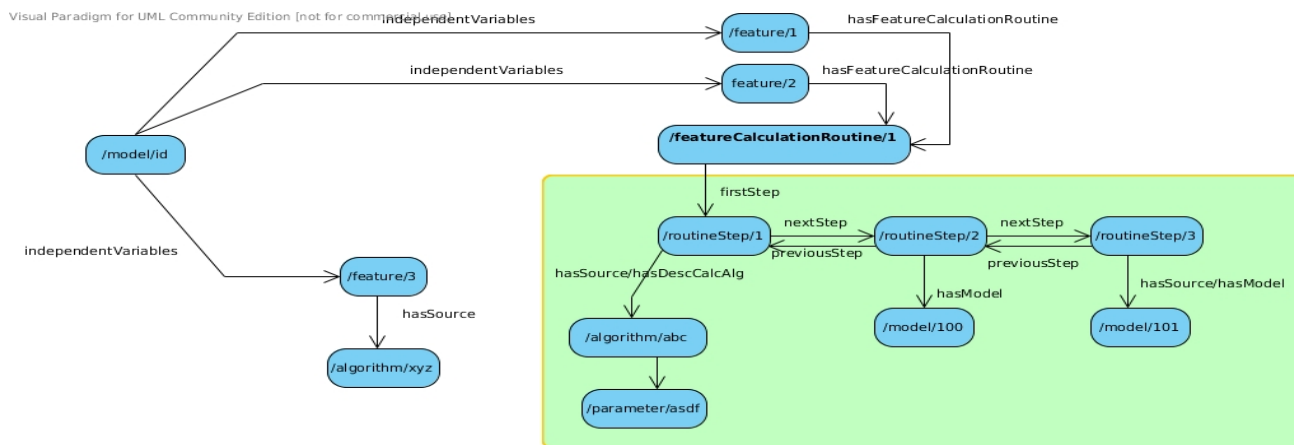 Visual Paradigm for UML Community Edition [not for commercial use]
independentVariables
/feature/1
hasFeatureCalculationRoutine
independentVariables
feature/2
hasFeatureCalculationRoutine
/featureCalculationRoutine/1
/model/id
firstStep
/routineStep/1
nextStep
/routineStep/2
nextStep
/routineStep/3
previousStep
previousStep
independentVariables
/feature/3
hasSource/hasDescCalcAlg
hasModel
hasSource/hasModel
hasSource
/algorithm/abc
/model/100
/model/101
/algorithm/xyz
/parameter/asdf